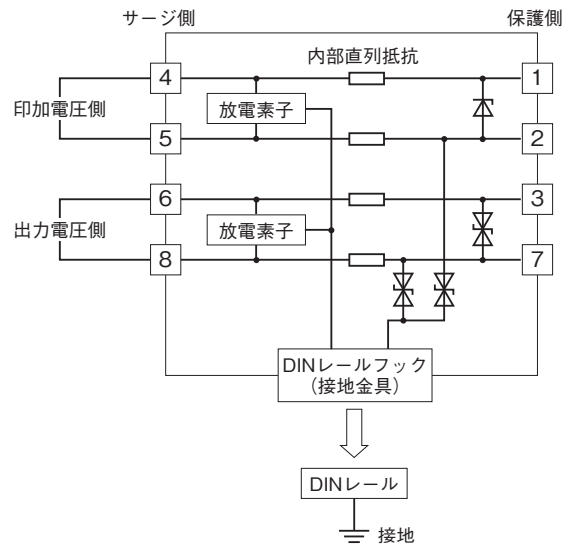 サージ側
保護側
内部直列抵抗
4
1
放電素子
印加電圧側
5
2
6
3
放電素子
出力電圧側
8
7
DINレールフック
（接地金具）
DINレール
接地